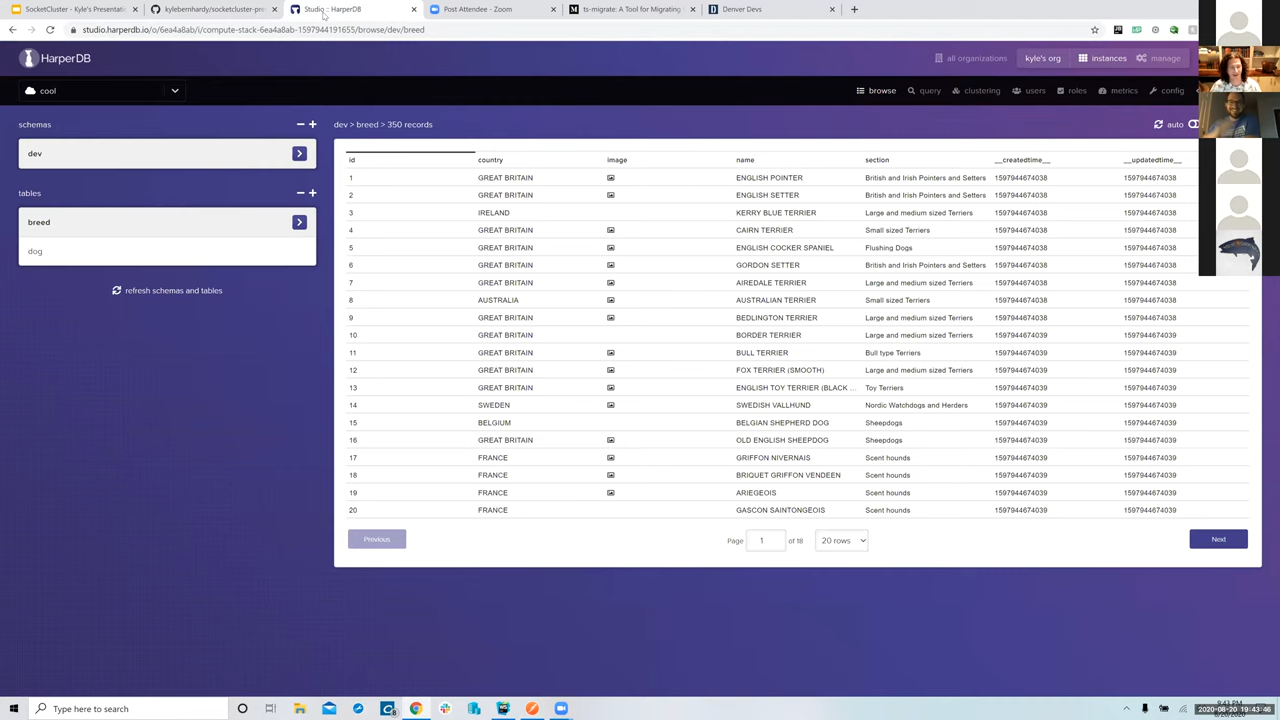 SocketCluster - Kyle's Presentati
kylebernhardy/socketcluster-pre
Studio :: HarperDB
Post Attendee - Zoom
ts-migrate: A Tool for Migrating
Denver Devs
studio.harperdb.io/o/6ea4a8ab/i/compute-stack-6ea4a8ab-1597944191655/browse/dev/breed
HarperDB
all organizations
kyle's org
instances
manage
cool
browse
query
clustering
users
roles
metrics
config
schemas
dev > breed > 350 records
auto
dev
tables
breed
dog
refresh schemas and tables
id country image name section __createdtime__ __updatedtime__
1 GREAT BRITAIN ENGLISH POINTER British and Irish Pointers and Setters 1597944674038 1597944674038
2 GREAT BRITAIN ENGLISH SETTER British and Irish Pointers and Setters 1597944674038 1597944674038
3 IRELAND KERRY BLUE TERRIER Large and medium sized Terriers 1597944674038 1597944674038
4 GREAT BRITAIN CAIRN TERRIER Small sized Terriers 1597944674038 1597944674038
5 GREAT BRITAIN ENGLISH COCKER SPANIEL Flushing Dogs 1597944674038 1597944674038
6 GREAT BRITAIN GORDON SETTER British and Irish Pointers and Setters 1597944674038 1597944674038
7 GREAT BRITAIN AIREDALE TERRIER Large and medium sized Terriers 1597944674038 1597944674038
8 AUSTRALIA AUSTRALIAN TERRIER Small sized Terriers 1597944674038 1597944674038
9 GREAT BRITAIN BEDLINGTON TERRIER Large and medium sized Terriers 1597944674038 1597944674038
10 GREAT BRITAIN BORDER TERRIER Large and medium sized Terriers 1597944674039 1597944674039
11 GREAT BRITAIN BULL TERRIER Bull type Terriers 1597944674039 1597944674039
12 GREAT BRITAIN FOX TERRIER (SMOOTH) Large and medium sized Terriers 1597944674039 1597944674039
13 GREAT BRITAIN ENGLISH TOY TERRIER (BLACK ... Toy Terriers 1597944674039 1597944674039
14 SWEDEN SWEDISH VALLHUND Nordic Watchdogs and Herders 1597944674039 1597944674039
15 BELGIUM BELGIAN SHEPHERD DOG Sheepdogs 1597944674039 1597944674039
16 GREAT BRITAIN OLD ENGLISH SHEEPDOG Sheepdogs 1597944674039 1597944674039
17 FRANCE GRIFFON NIVERNAIS Scent hounds 1597944674039 1597944674039
18 FRANCE BRIQUET GRIFFON VENDEEN Scent hounds 1597944674039 1597944674039
19 FRANCE ARIEGEOIS Scent hounds 1597944674039 1597944674039
20 FRANCE GASCON SAINTONGEOIS Scent hounds 1597944674039 1597944674039
Previous
Page 1 of 18
20 rows
Next
Type here to search
2020-08-20 19:43:46